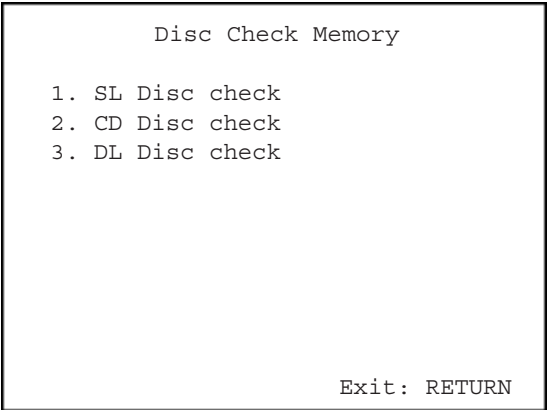 Disc Check Memory
1. SL Disc check
2. CD Disc check
3. DL Disc check
Exit: RETURN